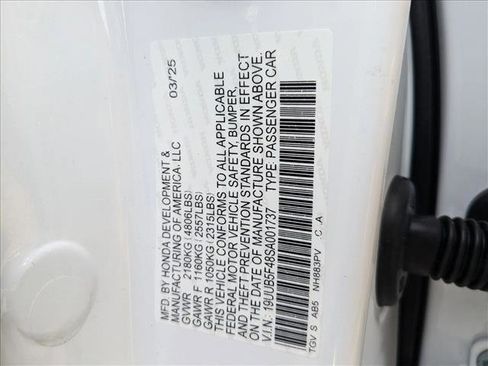 MFD. BY HONDA DEVELOPMENT &
MANUFACTURING OF AMERICA, LLC 03/'25
GVWR 2180KG (4806LBS)
GAWR F 1160KG (2557LBS)
GAWR R 1050KG (2315LBS)
THIS VEHICLE CONFORMS TO ALL APPLICABLE
FEDERAL MOTOR VEHICLE SAFETY, BUMPER,
AND THEFT PREVENTION STANDARDS IN EFFECT
ON THE DATE OF MANUFACTURE SHOWN ABOVE.
V.I.N: 19UUB5F48SA001737 TYPE: PASSENGER CAR
TGV S AB5 NH883PV C A